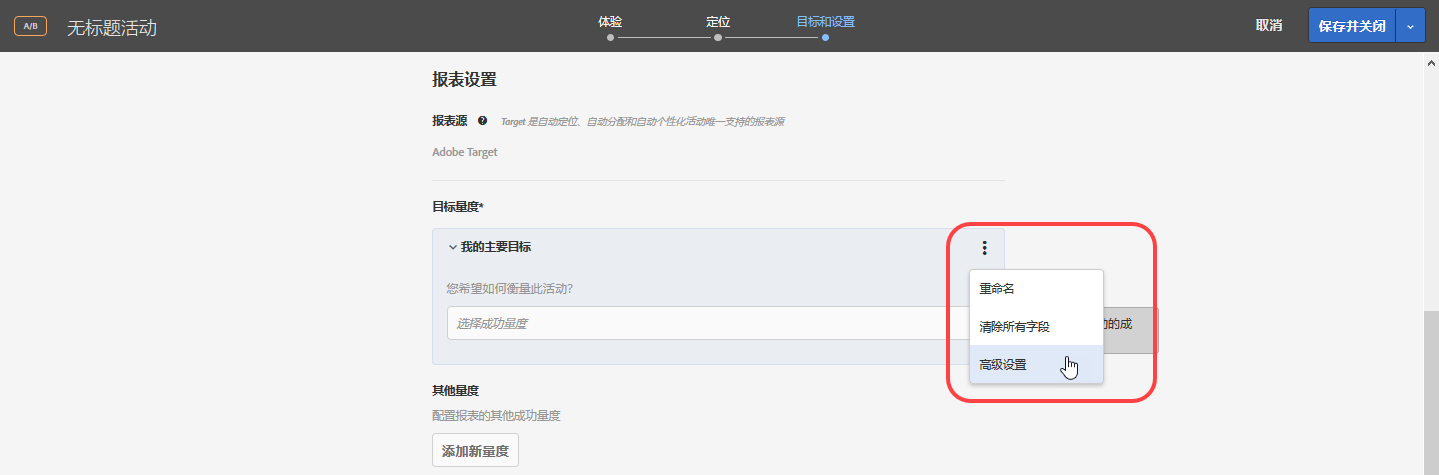 A/B
无标题活动
体验
定位
目标和设置
取消
保存并关闭
报表设置
报表源
Target 是自动定位、自动分配和自动个性化活动唯一支持的报表源
Adobe Target
目标量度*
我的主要目标
您希望如何衡量此活动?
选择成功量度
重命名
清除所有字段
高级设置
的成
其他量度
配置报表的其他成功量度
添加新量度